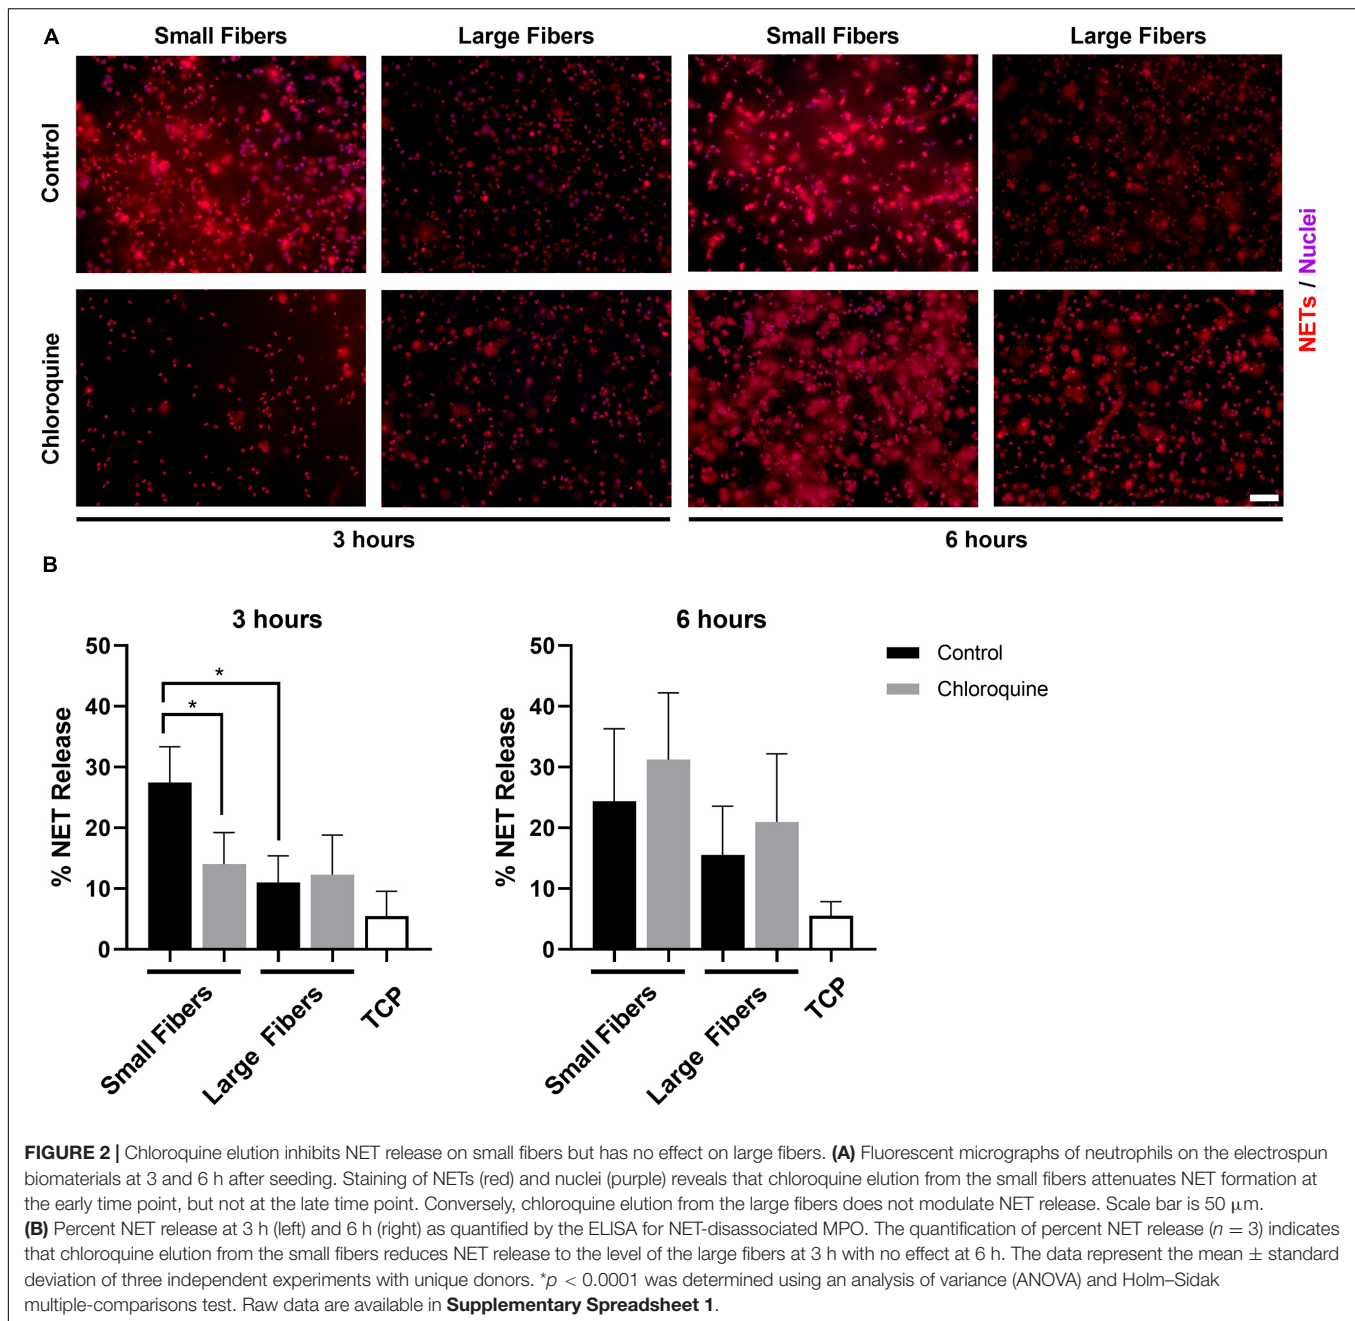 A
Small Fibers
Large Fibers
Small Fibers
Large Fibers
Control
Chloroquine
NETs / Nuclei
3 hours
6 hours
B
3 hours
% NET Release
50
40
30
20
10
0
*
*
Small Fibers
Large Fibers
TCP
6 hours
% NET Release
50
40
30
20
10
0
Small Fibers
Large Fibers
TCP
Control
Chloroquine
FIGURE 2 | Chloroquine elution inhibits NET release on small fibers but has no effect on large fibers. (A) Fluorescent micrographs of neutrophils on the electrospun
biomaterials at 3 and 6 h after seeding. Staining of NETs (red) and nuclei (purple) reveals that chloroquine elution from the small fibers attenuates NET formation at
the early time point, but not at the late time point. Conversely, chloroquine elution from the large fibers does not modulate NET release. Scale bar is 50 μm.
(B) Percent NET release at 3 h (left) and 6 h (right) as quantified by the ELISA for NET-disassociated MPO. The quantification of percent NET release (n = 3) indicates
that chloroquine elution from the small fibers reduces NET release to the level of the large fibers at 3 h with no effect at 6 h. The data represent the mean ± standard
deviation of three independent experiments with unique donors. *p < 0.0001 was determined using an analysis of variance (ANOVA) and Holm–Sidak
multiple-comparisons test. Raw data are available in Supplementary Spreadsheet 1.